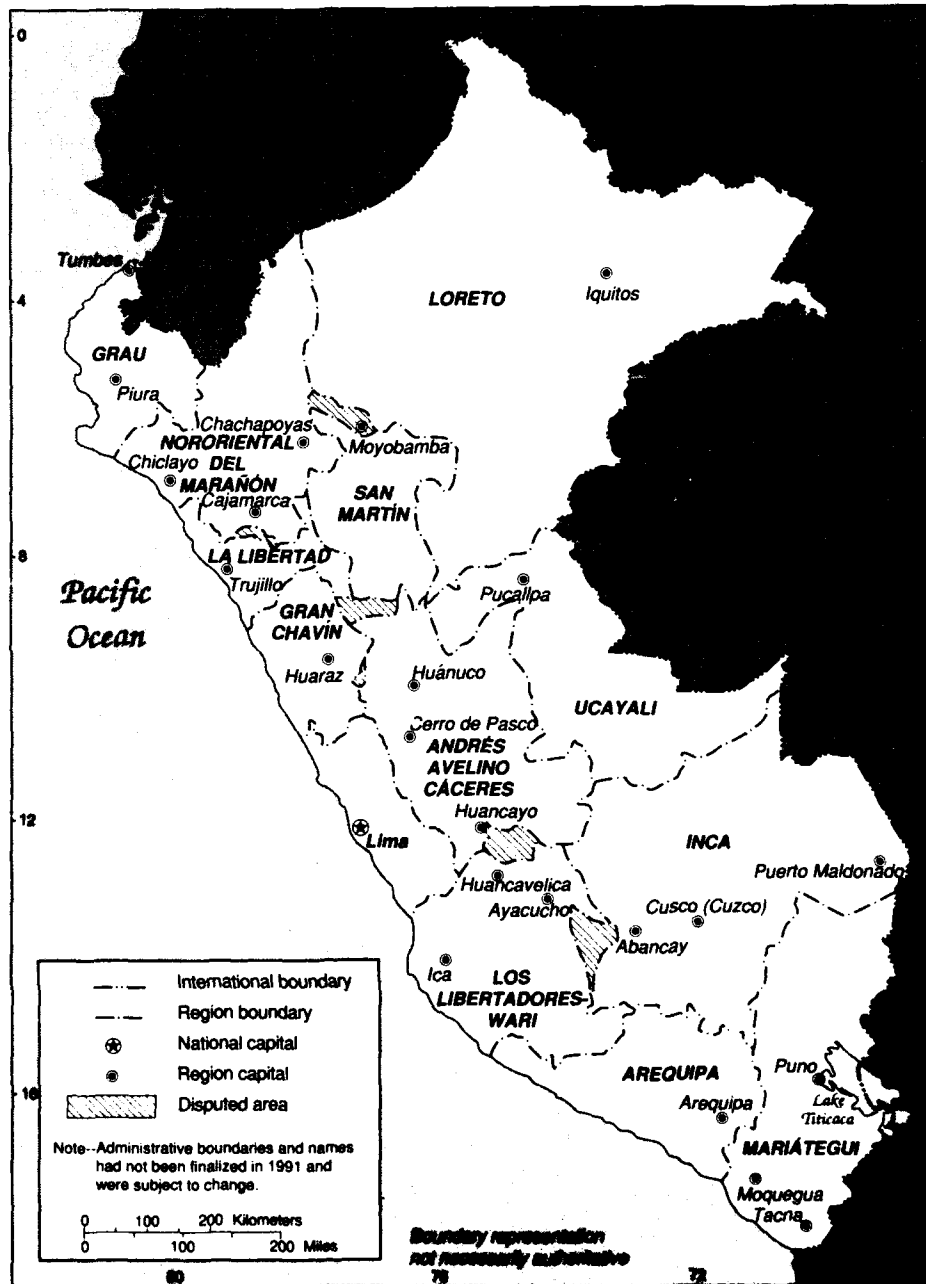 0
Tumbes
4
LORETO
Iquitos
GRAU
Piura
Chachapoyas
Moyobamba
NORORIENTAL
DEL
MARAÑÓN
Chiclayo
Cajamarca
SAN
MARTÍN
8
LA LIBERTAD
Trujillo
Pucallpa
Pacific
Ocean
GRAN
CHAVÍN
Huaraz
Huánuco
UCAYALI
Cerro de Pasco
ANDRÉS
AVELINO
CÁCERES
12
Huancayo
Lima
INCA
Puerto Maldonado
Huancavelica
Ayacucho
Cusco (Cuzco)
Abancay
Ica
LOS
LIBERTADORES-
WARI
AREQUIPA
Puno
16
Arequipa
Lake
Titicaca
MARIÁTEGUI
Moquegua
Tacna
International boundary
Region boundary
National capital
Region capital
Disputed area
Note--Administrative boundaries and names
had not been finalized in 1991 and
were subject to change.
0 100 200 Kilometers
0 100 200 Miles
Boundary representation
not necessarily authoritative
80
76
72